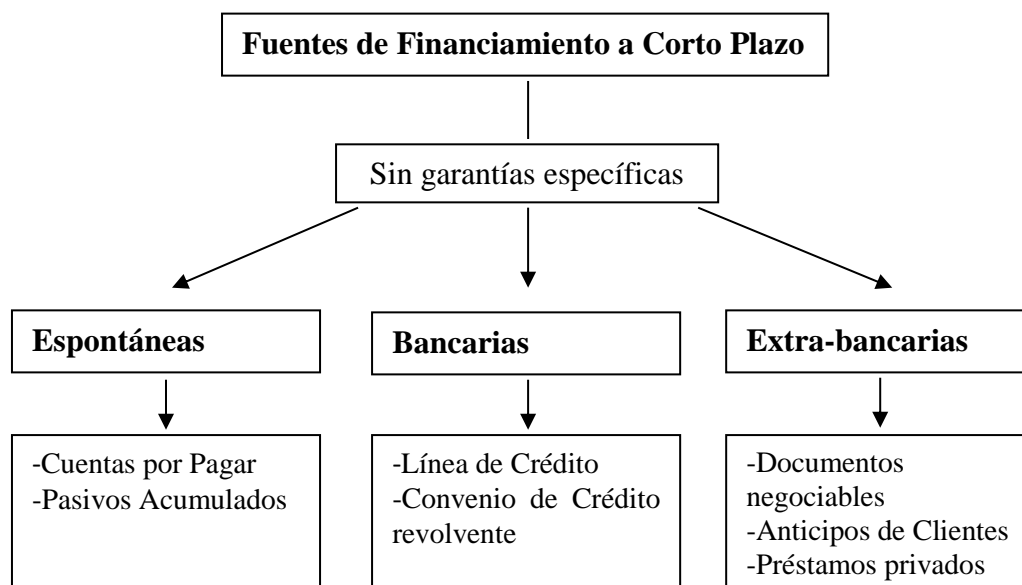 Fuentes de Financiamiento a Corto Plazo
Sin garantías específicas
Espontáneas
Bancarias
Extra-bancarias
-Cuentas por Pagar
-Pasivos Acumulados
-Línea de Crédito
-Convenio de Crédito
revolvente
-Documentos
negociables
-Anticipos de Clientes
-Préstamos privados